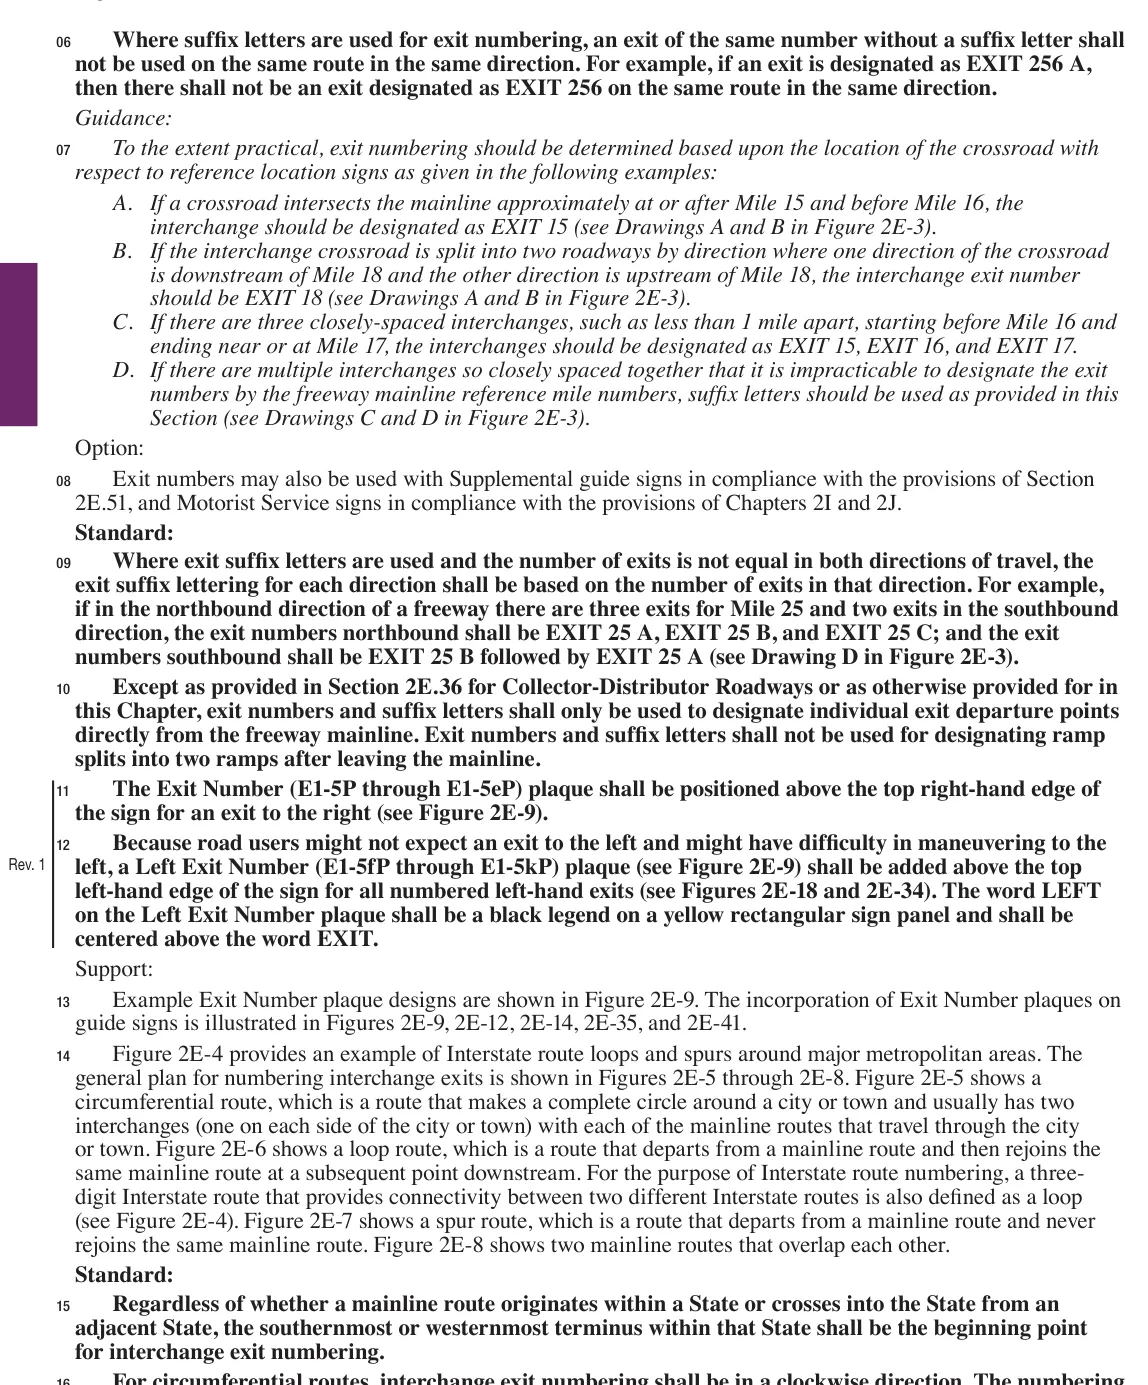 06 Where suffix letters are used for exit numbering, an exit of the same number without a suffix letter shall
not be used on the same route in the same direction. For example, if an exit is designated as EXIT 256 A,
then there shall not be an exit designated as EXIT 256 on the same route in the same direction.
Guidance:
07 To the extent practical, exit numbering should be determined based upon the location of the crossroad with
respect to reference location signs as given in the following examples:
A. If a crossroad intersects the mainline approximately at or after Mile 15 and before Mile 16, the
interchange should be designated as EXIT 15 (see Drawings A and B in Figure 2E-3).
B. If the interchange crossroad is split into two roadways by direction where one direction of the crossroad
is downstream of Mile 18 and the other direction is upstream of Mile 18, the interchange exit number
should be EXIT 18 (see Drawings A and B in Figure 2E-3).
C. If there are three closely-spaced interchanges, such as less than 1 mile apart, starting before Mile 16 and
ending near or at Mile 17, the interchanges should be designated as EXIT 15, EXIT 16, and EXIT 17.
D. If there are multiple interchanges so closely spaced together that it is impracticable to designate the exit
numbers by the freeway mainline reference mile numbers, suffix letters should be used as provided in this
Section (see Drawings C and D in Figure 2E-3).
Option:
08 Exit numbers may also be used with Supplemental guide signs in compliance with the provisions of Section
2E.51, and Motorist Service signs in compliance with the provisions of Chapters 2I and 2J.
Standard:
09 Where exit suffix letters are used and the number of exits is not equal in both directions of travel, the
exit suffix lettering for each direction shall be based on the number of exits in that direction. For example,
if in the northbound direction of a freeway there are three exits for Mile 25 and two exits in the southbound
direction, the exit numbers northbound shall be EXIT 25 A, EXIT 25 B, and EXIT 25 C; and the exit
numbers southbound shall be EXIT 25 B followed by EXIT 25 A (see Drawing D in Figure 2E-3).
10 Except as provided in Section 2E.36 for Collector-Distributor Roadways or as otherwise provided for in
this Chapter, exit numbers and suffix letters shall only be used to designate individual exit departure points
directly from the freeway mainline. Exit numbers and suffix letters shall not be used for designating ramp
splits into two ramps after leaving the mainline.
11 The Exit Number (E1-5P through E1-5eP) plaque shall be positioned above the top right-hand edge of
the sign for an exit to the right (see Figure 2E-9).
12 Because road users might not expect an exit to the left and might have difficulty in maneuvering to the
Rev. 1 left, a Left Exit Number (E1-5fP through E1-5kP) plaque (see Figure 2E-9) shall be added above the top
left-hand edge of the sign for all numbered left-hand exits (see Figures 2E-18 and 2E-34). The word LEFT
on the Left Exit Number plaque shall be a black legend on a yellow rectangular sign panel and shall be
centered above the word EXIT.
Support:
13 Example Exit Number plaque designs are shown in Figure 2E-9. The incorporation of Exit Number plaques on
guide signs is illustrated in Figures 2E-9, 2E-12, 2E-14, 2E-35, and 2E-41.
14 Figure 2E-4 provides an example of Interstate route loops and spurs around major metropolitan areas. The
general plan for numbering interchange exits is shown in Figures 2E-5 through 2E-8. Figure 2E-5 shows a
circumferential route, which is a route that makes a complete circle around a city or town and usually has two
interchanges (one on each side of the city or town) with each of the mainline routes that travel through the city
or town. Figure 2E-6 shows a loop route, which is a route that departs from a mainline route and then rejoins the
same mainline route at a subsequent point downstream. For the purpose of Interstate route numbering, a three-
digit Interstate route that provides connectivity between two different Interstate routes is also defined as a loop
(see Figure 2E-4). Figure 2E-7 shows a spur route, which is a route that departs from a mainline route and never
rejoins the same mainline route. Figure 2E-8 shows two mainline routes that overlap each other.
Standard:
15 Regardless of whether a mainline route originates within a State or crosses into the State from an
adjacent State, the southernmost or westernmost terminus within that State shall be the beginning point
for interchange exit numbering.
16 For circumferential routes, interchange exit numbering shall be in a clockwise direction. The numbering